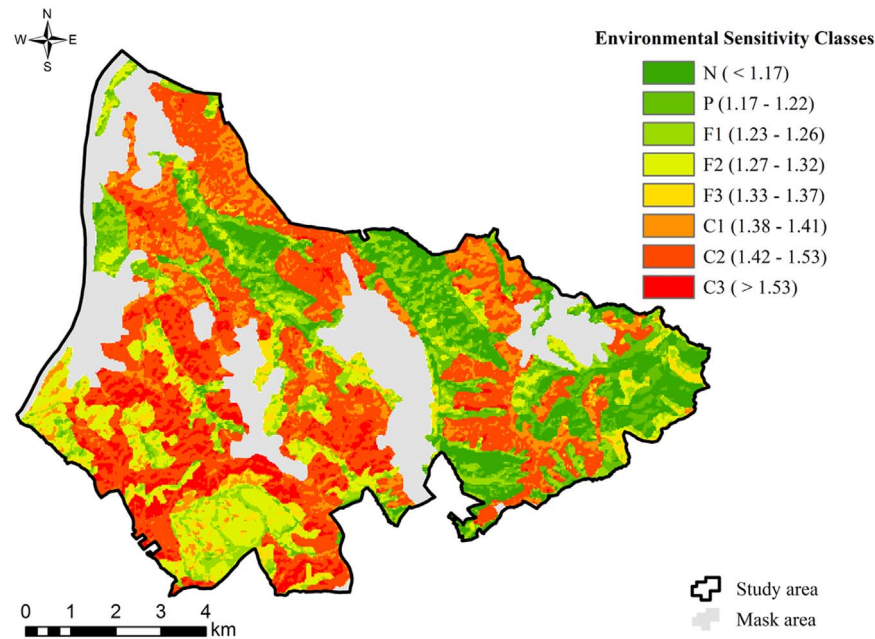 N
W E
S
Environmental Sensitivity Classes
N ( < 1.17)
P (1.17 - 1.22)
F1 (1.23 - 1.26)
F2 (1.27 - 1.32)
F3 (1.33 - 1.37)
C1 (1.38 - 1.41)
C2 (1.42 - 1.53)
C3 ( > 1.53)
Study area
Mask area
0 1 2 3 4
km